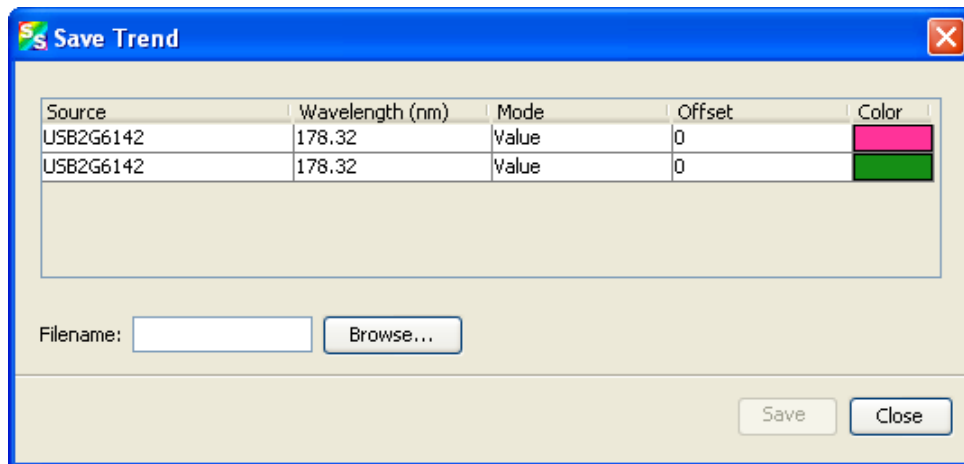 SS Save Trend
Source Wavelength (nm) Mode Offset Color
USB2G6142 178.32 Value 0
USB2G6142 178.32 Value 0
Filename: Browse...
Save Close